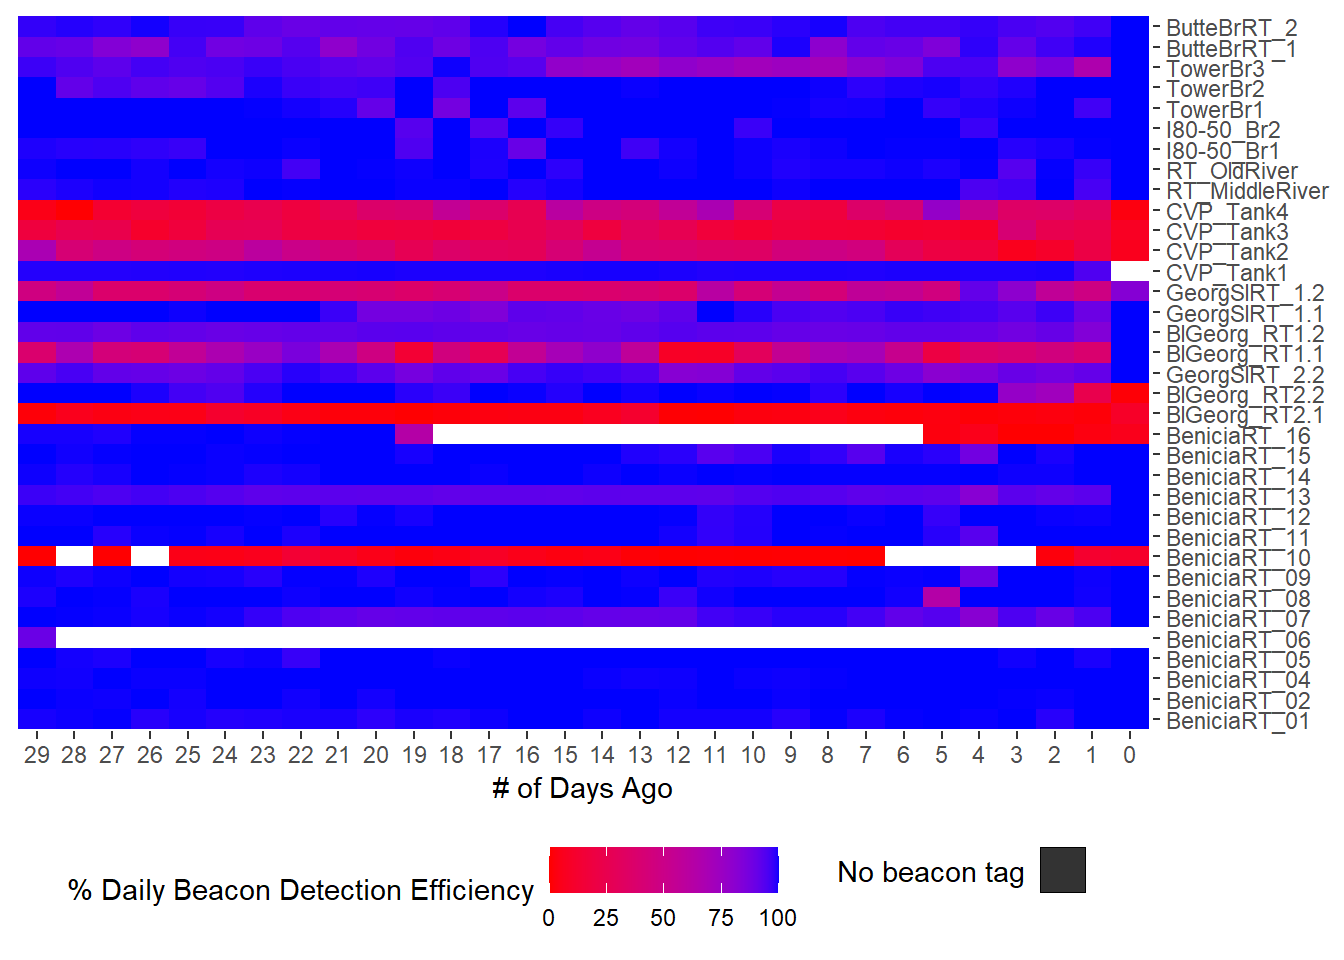 ButteBrRT_2
ButteBrRT_1
TowerBr3
TowerBr2
TowerBr1
I80-50_Br2
I80-50_Br1
RT_OldRiver
RT_MiddleRiver
CVP_Tank4
CVP_Tank3
CVP_Tank2
CVP_Tank1
GeorgSlRT_1.2
GeorgSlRT_1.1
BlGeorg_RT1.2
BlGeorg_RT1.1
GeorgSlRT_2.2
BlGeorg_RT2.2
BlGeorg_RT2.1
BeniciaRT_16
BeniciaRT_15
BeniciaRT_14
BeniciaRT_13
BeniciaRT_12
BeniciaRT_11
BeniciaRT_10
BeniciaRT_09
BeniciaRT_08
BeniciaRT_07
BeniciaRT_06
BeniciaRT_05
BeniciaRT_04
BeniciaRT_02
BeniciaRT_01
29 28 27 26 25 24 23 22 21 20 19 18 17 16 15 14 13 12 11 10 9 8 7 6 5 4 3 2 1 0
# of Days Ago
% Daily Beacon Detection Efficiency
0 25 50 75 100
No beacon tag